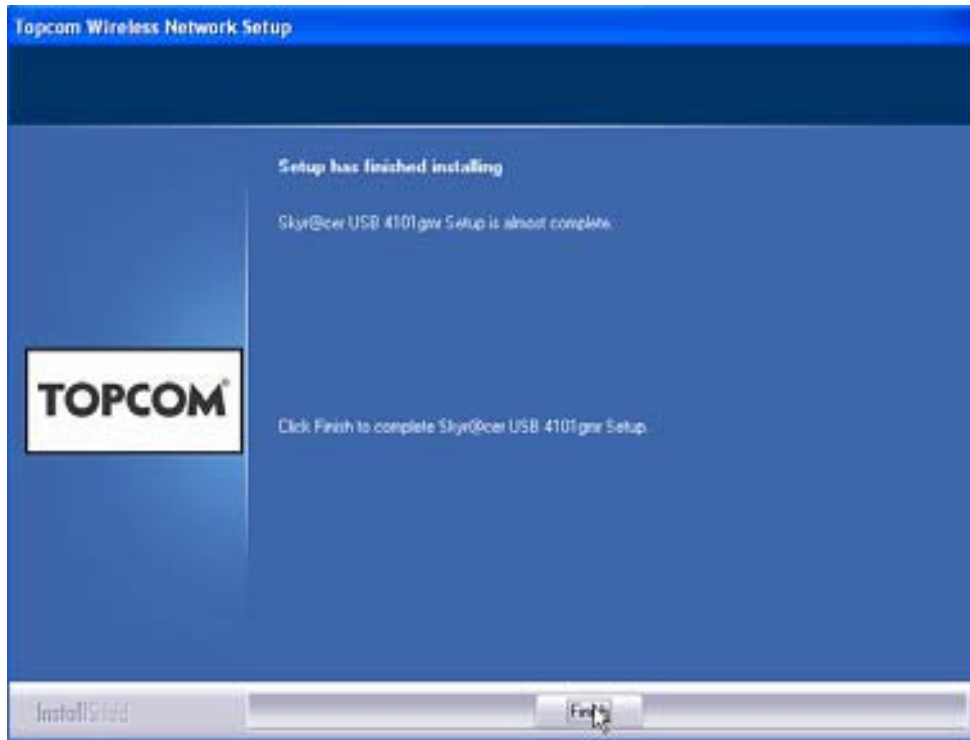 Topcom Wireless Network Setup
Setup has finished installing
Skyr@cer USB 4101gmr Setup is almost complete.
TOPCOM®
Click Finish to complete Skyr@cer USB 4101gmr Setup.
InstallShield
Finish